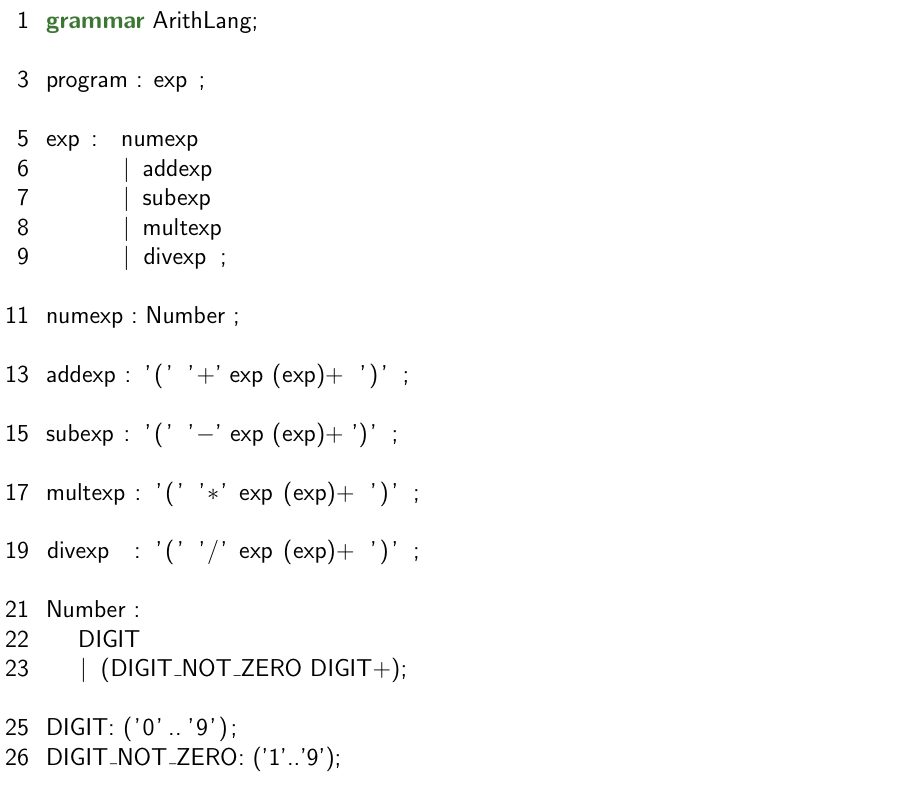 1 grammar ArithLang;
3 program : exp ;
5 exp : numexp
6 | addexp
7 | subexp
8 | multexp
9 | divexp ;
11 numexp : Number ;
13 addexp : '(' '+' exp (exp)+ ')' ;
15 subexp : '(' '−' exp (exp)+ ')' ;
17 multexp : '(' '*' exp (exp)+ ')' ;
19 divexp : '(' '/' exp (exp)+ ')' ;
21 Number :
22 DIGIT
23 | (DIGIT_NOT_ZERO DIGIT+);
25 DIGIT: ('0' .. '9');
26 DIGIT_NOT_ZERO: ('1'..'9');